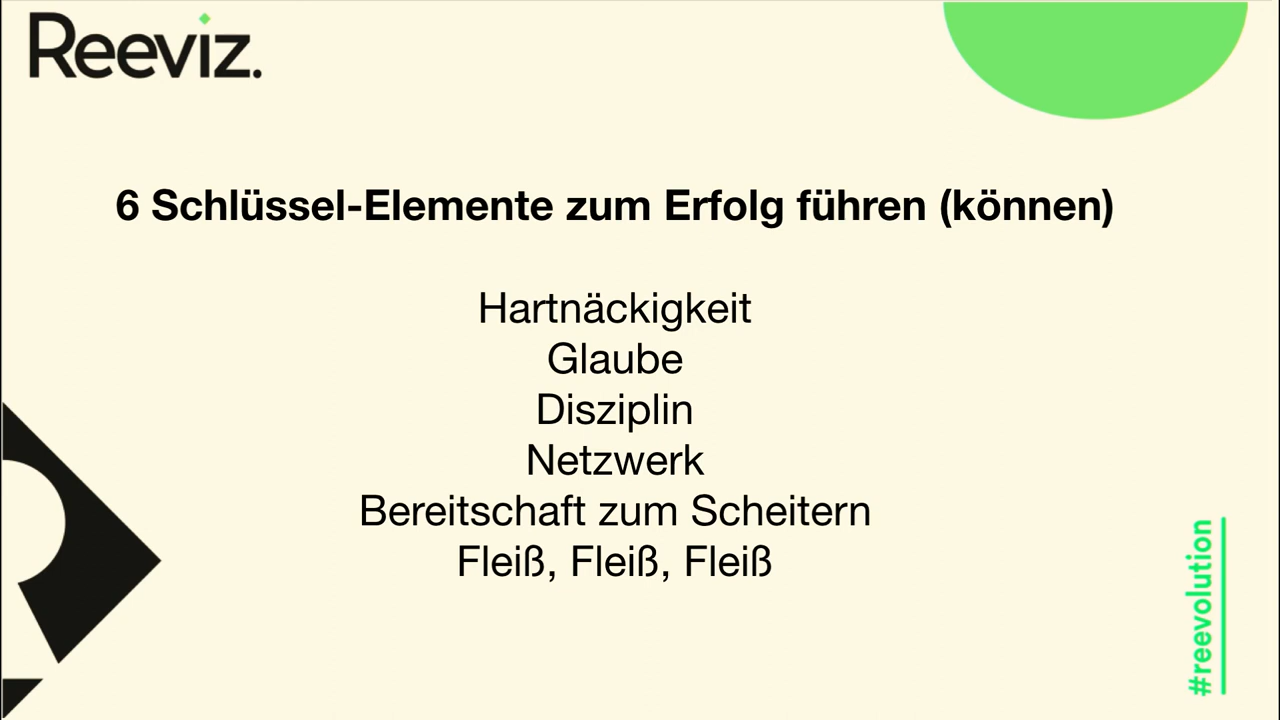 Reeviz.
6 Schlüssel-Elemente zum Erfolg führen (können)
Hartnäckigkeit
Glaube
Disziplin
Netzwerk
Bereitschaft zum Scheitern
Fleiß, Fleiß, Fleiß
#reevolution